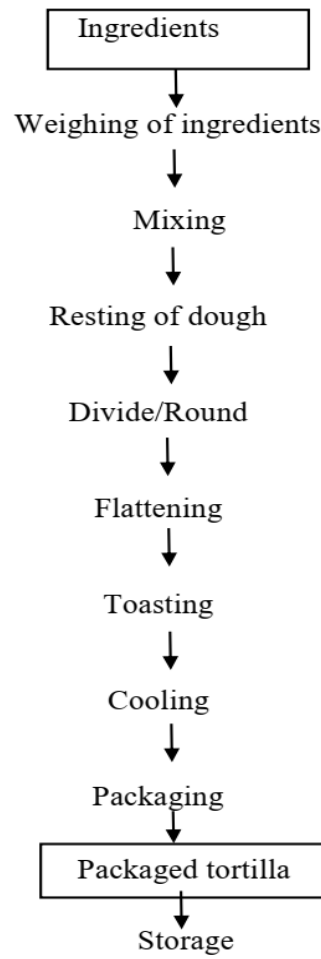 Ingredients
Weighing of ingredients
Mixing
Resting of dough
Divide/Round
Flattening
Toasting
Cooling
Packaging
Packaged tortilla
Storage